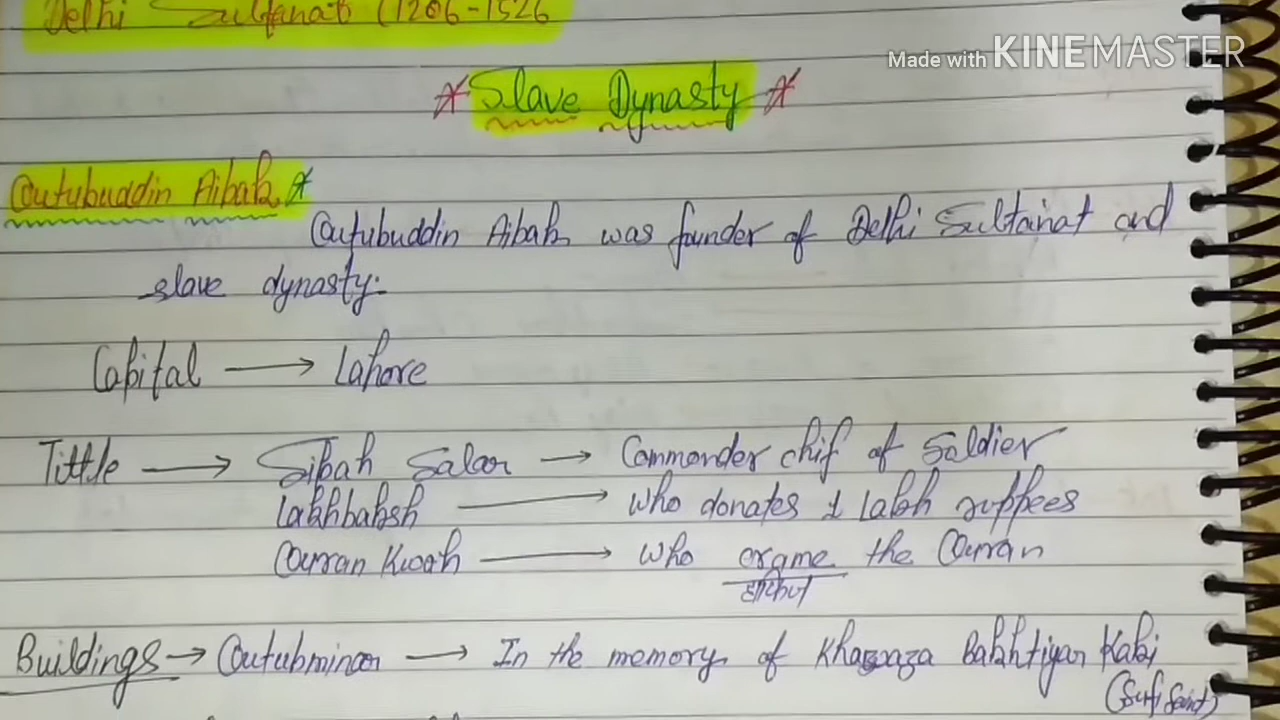 Delhi Sultanat (1206-1526
Made with KINEMASTER
* Slave Dynasty *
Qutubuddin Aibak *
Qutubuddin Aibak was founder of Delhi Sultanat and
slave dynasty:-
Capital → Lahore
Tittle → Sipah Salar → Commander chif of Soldier
Lakhbaksh → Who donates 1 Lakh ruppees
Quran Kwah → Who crame the Quran
हाफिज
Buildings → Qutubminar → In the memory of Khawaza Bakhtiyar Kaki
(Sufi Saint)